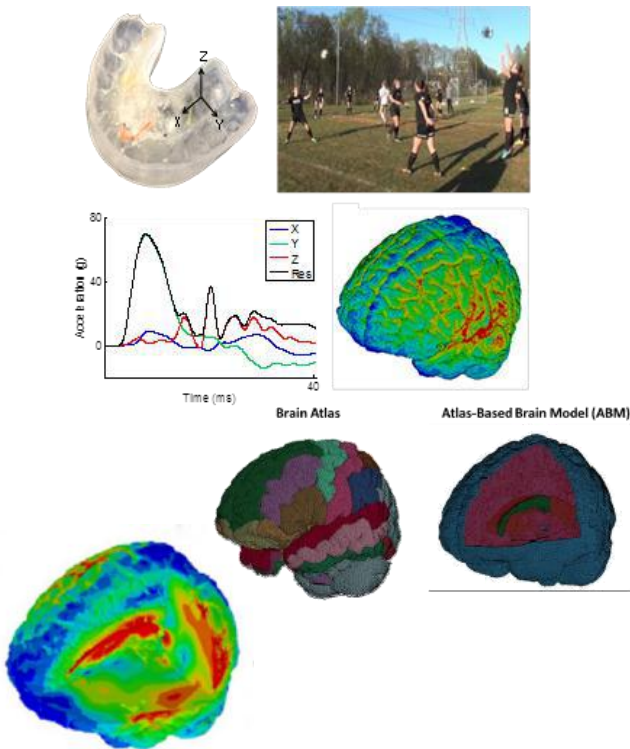 Z
X
Y
80
40
0
Acceleration (g)
X
Y
Z
Res
Time (ms)
40
Brain Atlas
Atlas-Based Brain Model (ABM)